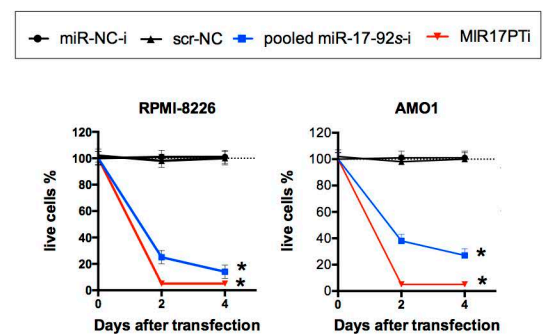 miR-NC-i scr-NC pooled miR-17-92s-i MIR17PTi
RPMI-8226
120
100
80
60
40
20
0
live cells %
0 2 4
* 
*
Days after transfection
AMO1
120
100
80
60
40
20
0
live cells %
0 2 4
*
*
Days after transfection